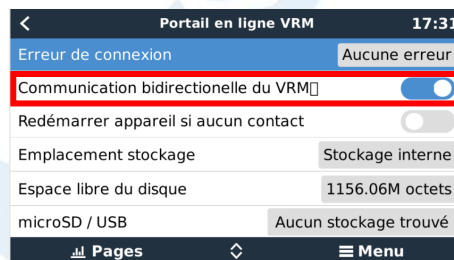 Portail en ligne VRM 17:31
Erreur de connexion Aucune erreur
Communication bidirectionelle du VRM
Redémarrer appareil si aucun contact
Emplacement stockage Stockage interne
Espace libre du disque 1156.06M octets
microSD / USB Aucun stockage trouvé
Pages Menu